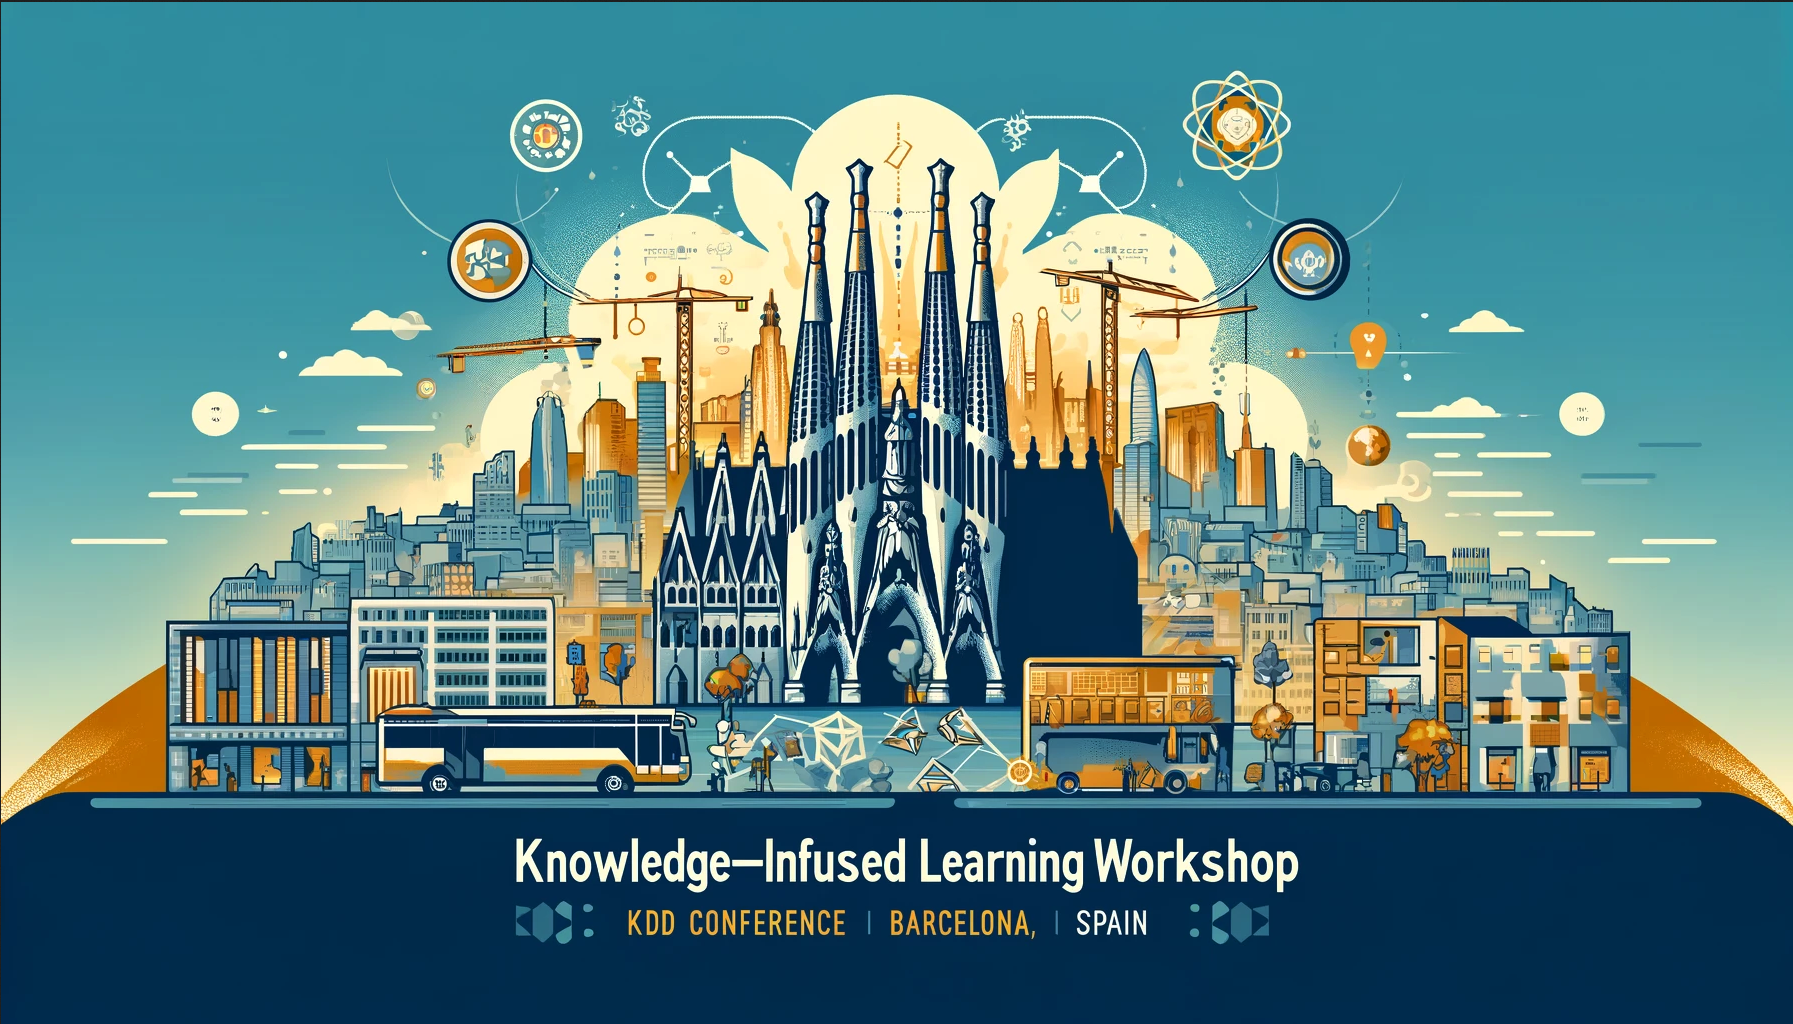 Knowledge—Infused Learning Workshop
KDD CONFERENCE | BARCELONA, | SPAIN